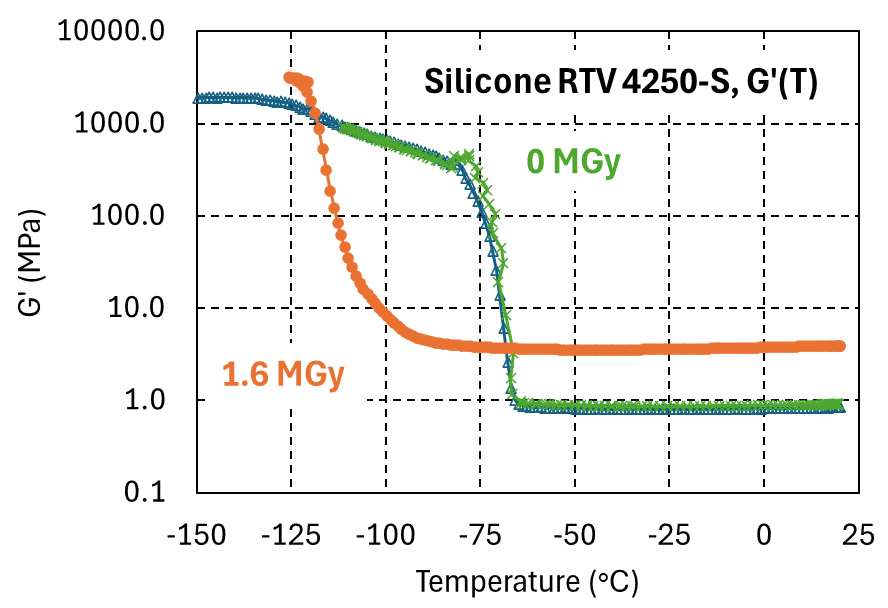 10000.0
1000.0
100.0
10.0
1.0
0.1
G' (MPa)
Silicone RTV 4250-S, G'(T)
0 MGy
1.6 MGy
-150 -125 -100 -75 -50 -25 0 25
Temperature (°C)